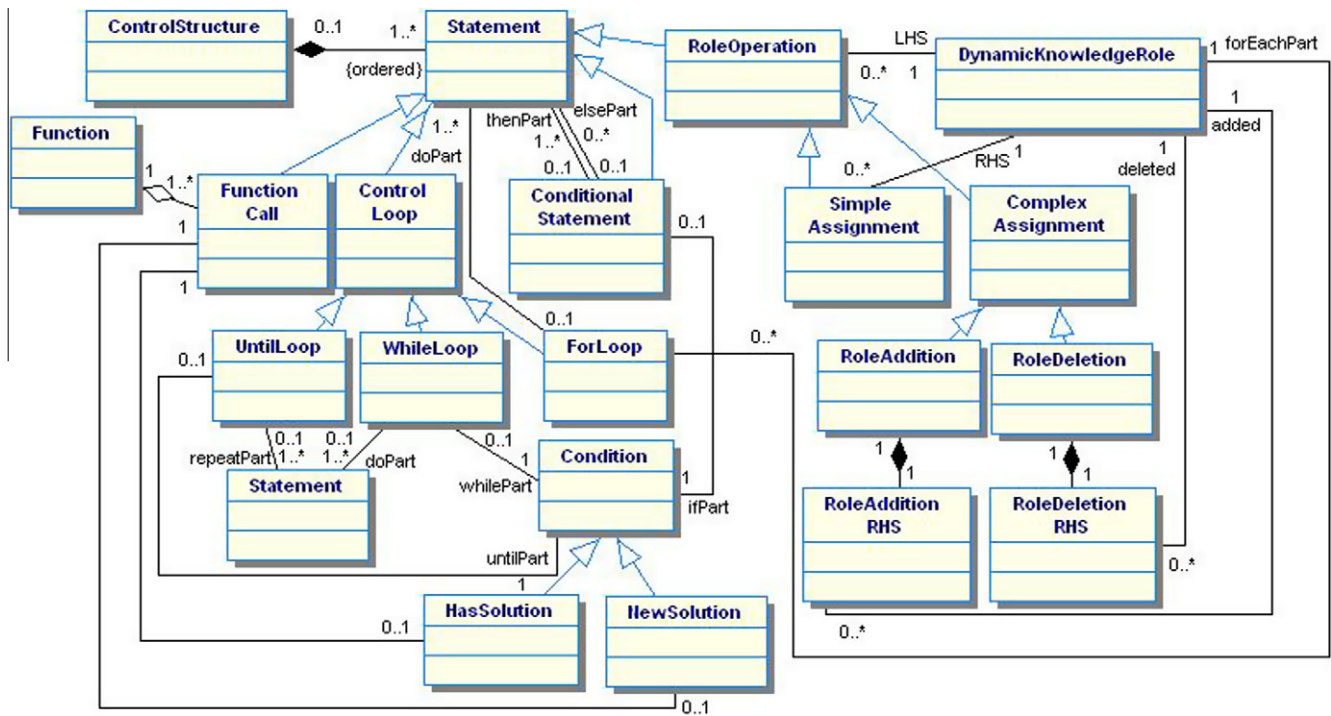 ControlStructure
0..1
1..*
{ordered}
Statement
RoleOperation
LHS
0..*
1
DynamicKnowledgeRole
1
forEachPart
1
added
Function
1
1..*
Function
Call
1
1
1..*
doPart
Control
Loop
thenPart
1..*
0..1
elsePart
0..*
0..1
Conditional
Statement
0..1
RHS
1
0..*
1
deleted
Simple
Assignment
Complex
Assignment
UntilLoop
0..1
WhileLoop
0..1
ForLoop
0..*
RoleAddition
RoleDeletion
0..1
0..1
repeatPart
1..*
1..*
doPart
0..1
1
whilePart
Statement
Condition
1
ifPart
untilPart
1
1
1
1
1
RoleAddition
RHS
RoleDeletion
RHS
0..*
0..*
HasSolution
0..1
NewSolution
0..1